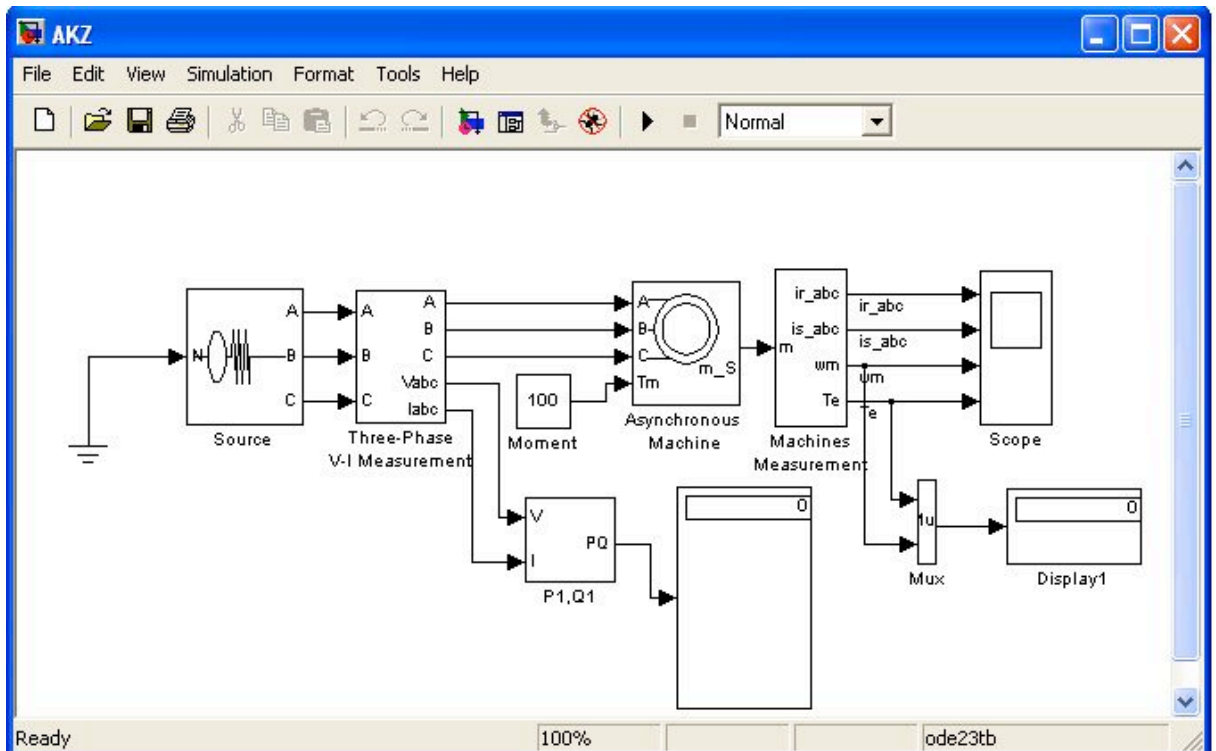 AKZ
File Edit View Simulation Format Tools Help
Normal
N
A
B
C
Source
A
B
C
A
B
C
Vabc
Iabc
Three-Phase
V-I Measurement
100
Moment
A
B
C
Tm
m_S
Asynchronous
Machine
m
ir_abc
is_abc
wm
Te
Machines
Measurement
ir_abc
is_abc
wm
Te
Scope
V
I
PQ
P1,Q1
0
Mux
0
Display1
Ready
100%
ode23tb